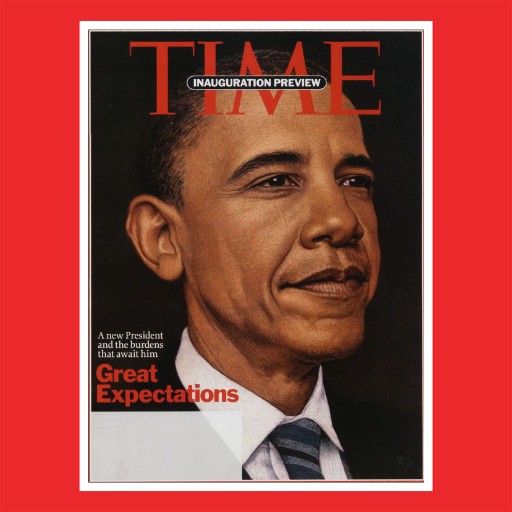 TIME
INAUGURATION PREVIEW
A new President
and the burdens
that await him
Great
Expectations